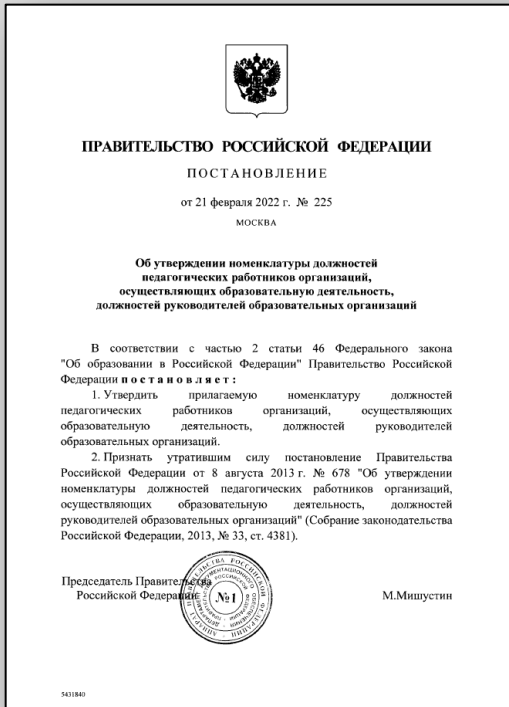 ПРАВИТЕЛЬСТВО РОССИЙСКОЙ ФЕДЕРАЦИИ
ПОСТАНОВЛЕНИЕ
от 21 февраля 2022 г. № 225
МОСКВА
Об утверждении номенклатуры должностей
педагогических работников организаций,
осуществляющих образовательную деятельность,
должностей руководителей образовательных организаций
В соответствии с частью 2 статьи 46 Федерального закона
"Об образовании в Российской Федерации" Правительство Российской
Федерации постановляет:
1. Утвердить прилагаемую номенклатуру должностей
педагогических работников организаций, осуществляющих
образовательную деятельность, должностей руководителей
образовательных организаций.
2. Признать утратившим силу постановление Правительства
Российской Федерации от 8 августа 2013 г. № 678 "Об утверждении
номенклатуры должностей педагогических работников организаций,
осуществляющих образовательную деятельность, должностей
руководителей образовательных организаций" (Собрание законодательства
Российской Федерации, 2013, № 33, ст. 4381).
Председатель Правительства
Российской Федерации
М.Мишустин
№1
5431840